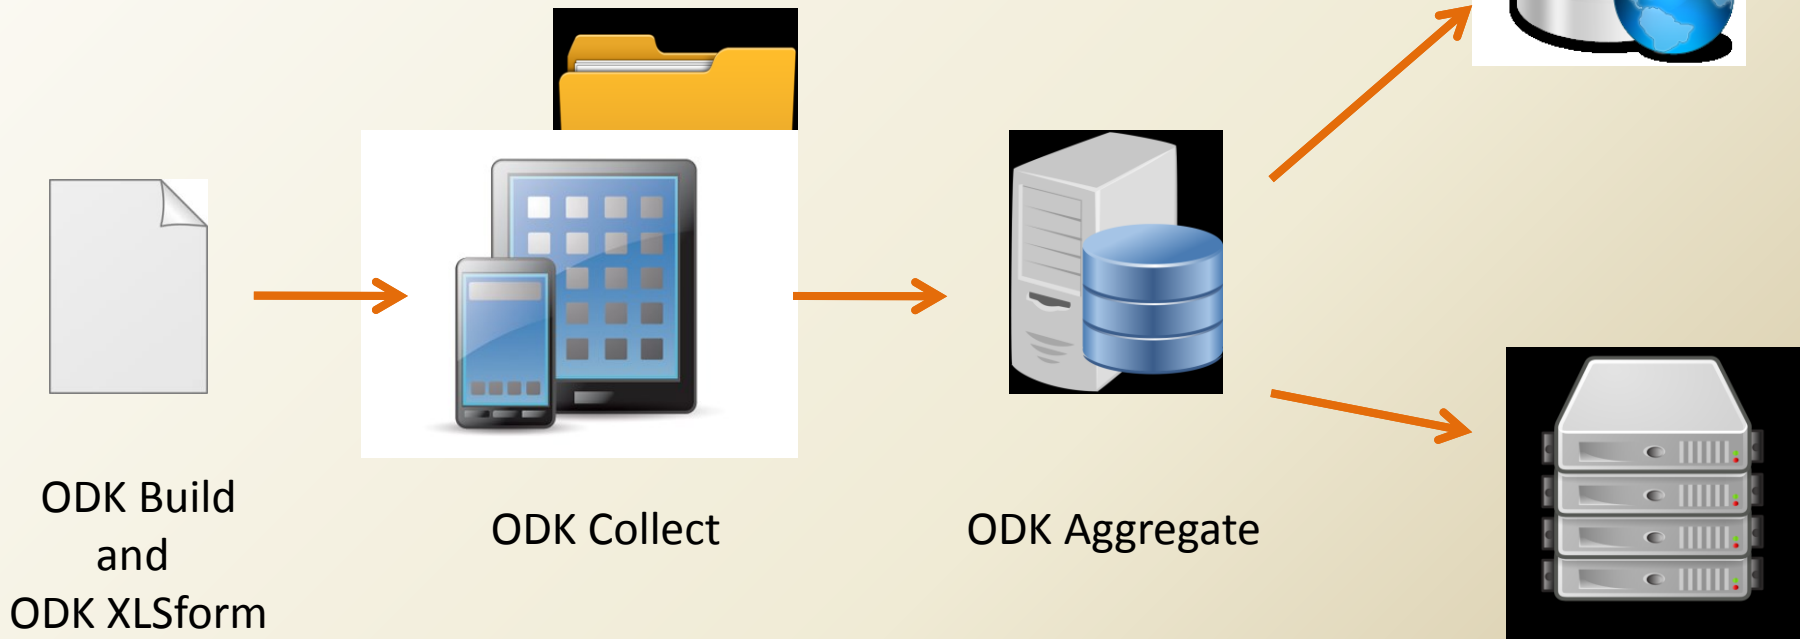 ODK Build
and
ODK XLSform
ODK Collect
ODK Aggregate